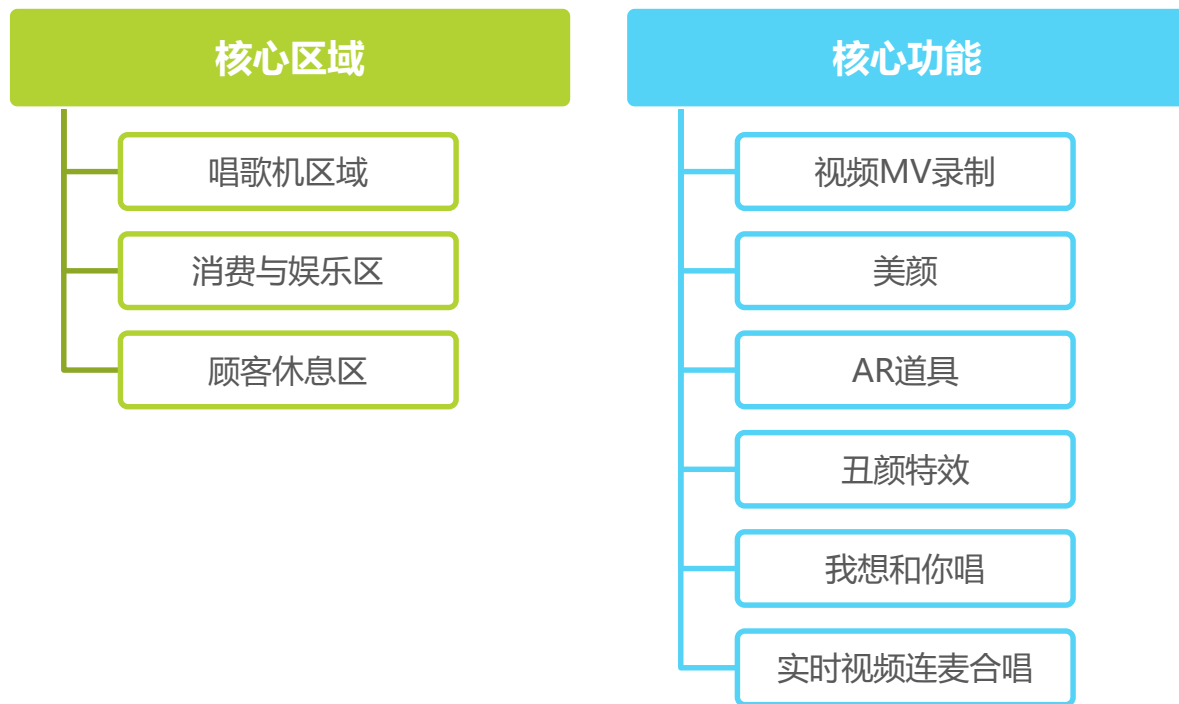 核心区域
唱歌机区域
消费与娱乐区
顾客休息区
核心功能
视频MV录制
美颜
AR道具
丑颜特效
我想和你唱
实时视频连麦合唱